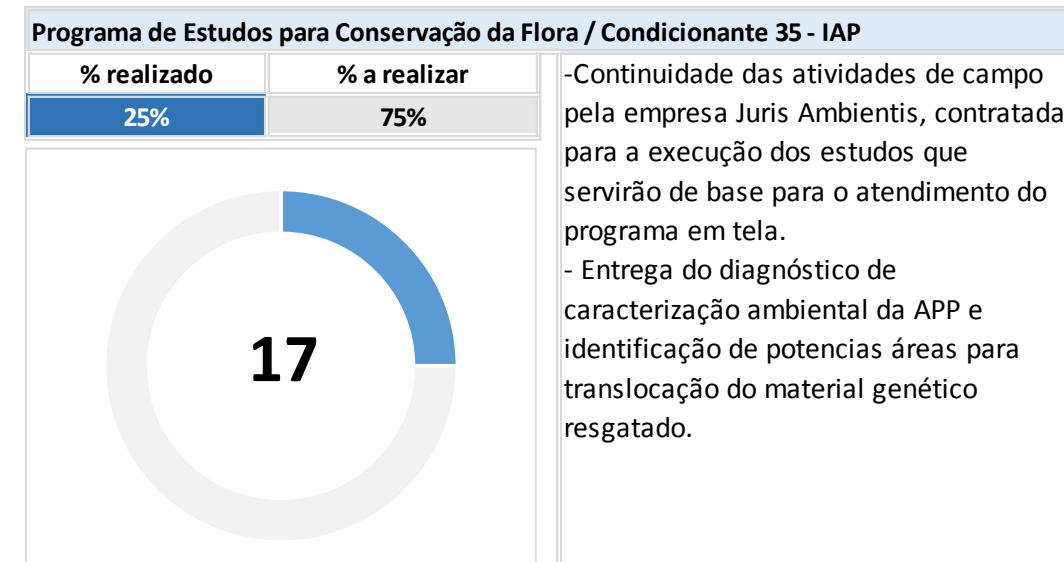 Programa de Estudos para Conservação da Flora / Condicionante 35 - IAP
% realizado % a realizar
25% 75%
17
-Continuidade das atividades de campo
pela empresa Juris Ambientis, contratada
para a execução dos estudos que
servirão de base para o atendimento do
programa em tela.
- Entrega do diagnóstico de
caracterização ambiental da APP e
identificação de potencias áreas para
translocação do material genético
resgatado.